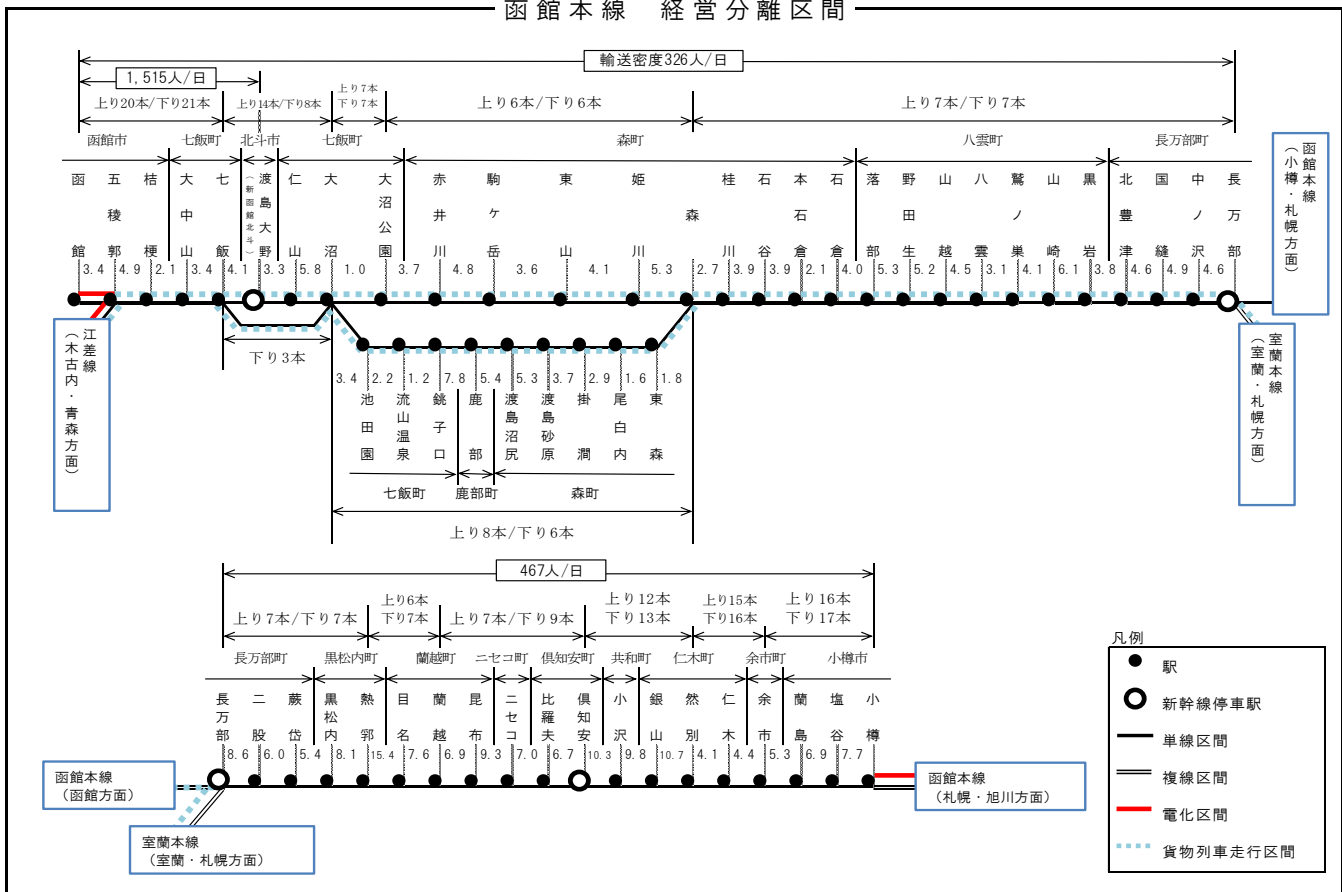 函館本線　経営分離区間
輸送密度326人/日
1,515人/日
上り20本/下り21本
上り14本/下り8本
上り7本
下り7本
上り6本/下り6本
上り7本/下り7本
函館市
七飯町
北斗市
七飯町
森町
八雲町
長万部町
函館
五稜郭
桔梗
大中山
七飯
渡島大野
（新函館北斗）
仁山
大沼
大沼公園
赤井川
駒ケ岳
東山
姫川
森
桂川
石谷
本石倉
石倉
落部
野田生
山越
八雲
鷲ノ巣
山崎
黒岩
北豊津
国縫
中ノ沢
長万部
3.4 4.9 2.1 3.4 4.1 3.3 5.8 1.0 3.7 4.8 3.6 4.1 5.3 2.7 3.9 3.9 2.1 4.0 5.3 5.2 4.5 3.1 4.1 6.1 3.8 4.6 4.9 4.6
函館本線
（小樽・札幌方面）
江差線
（木古内・青森方面）
室蘭本線
（室蘭・札幌方面）
下り3本
3.4 2.2 1.2 7.8 5.4 5.3 3.7 2.9 1.6 1.8
池田園
流山温泉
銚子口
鹿部
渡島沼尻
渡島砂原
掛澗
尾白内
東森
七飯町
鹿部町
森町
上り8本/下り6本
467人/日
上り7本/下り7本
上り6本
下り7本
上り7本/下り9本
上り12本
下り13本
上り15本
下り16本
上り16本
下り17本
長万部町
黒松内町
蘭越町
ニセコ町
倶知安町
共和町
仁木町
余市町
小樽市
長万部
二股
蕨岱
黒松内
熱郛
目名
蘭越
昆布
ニセコ
比羅夫
倶知安
小沢
銀山
然別
仁木
余市
蘭島
塩谷
小樽
8.6 6.0 5.4 8.1 15.4 7.6 6.9 9.3 7.0 6.7 10.3 9.8 10.7 4.1 4.4 5.3 6.9 7.7
函館本線
（函館方面）
室蘭本線
（室蘭・札幌方面）
函館本線
（札幌・旭川方面）
凡例
駅
新幹線停車駅
単線区間
複線区間
電化区間
貨物列車走行区間